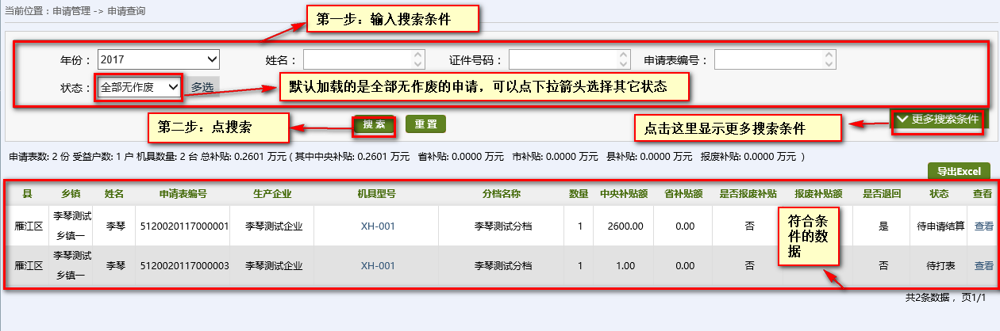 当前位置：申请管理 -> 申请查询
第一步：输入搜索条件
年份： 2017 姓名： 证件号码： 申请表编号：
状态： 全部无作废 多选
默认加载的是全部无作废的申请，可以点下拉箭头选择其它状态
第二步：点搜索
搜 索 重 置
点击这里显示更多搜索条件
更多搜索条件
申请表数: 2 份 受益户数: 1 户 机具数量: 2 台 总补贴: 0.2601 万元 ( 其中中央补贴: 0.2601 万元 省补贴: 0.0000 万元 市补贴: 0.0000 万元 县补贴: 0.0000 万元 报废补贴: 0.0000 万元 )
导出Excel
县 乡镇 姓名 申请表编号 生产企业 机具型号 分档名称 数量 中央补贴额 省补贴额 是否报废补贴 报废补贴额 是否退回 状态 查看
雁江区 李琴测试乡镇一 李琴 5120020117000001 李琴测试企业 XH-001 李琴测试分档 1 2600.00 0.00 否 是 待申请结算 查看
雁江区 李琴测试乡镇一 李琴 5120020117000003 李琴测试企业 XH-001 李琴测试分档 1 1.00 0.00 否 否 待打表 查看
符合条
件的数
据
共2条数据， 页1/1